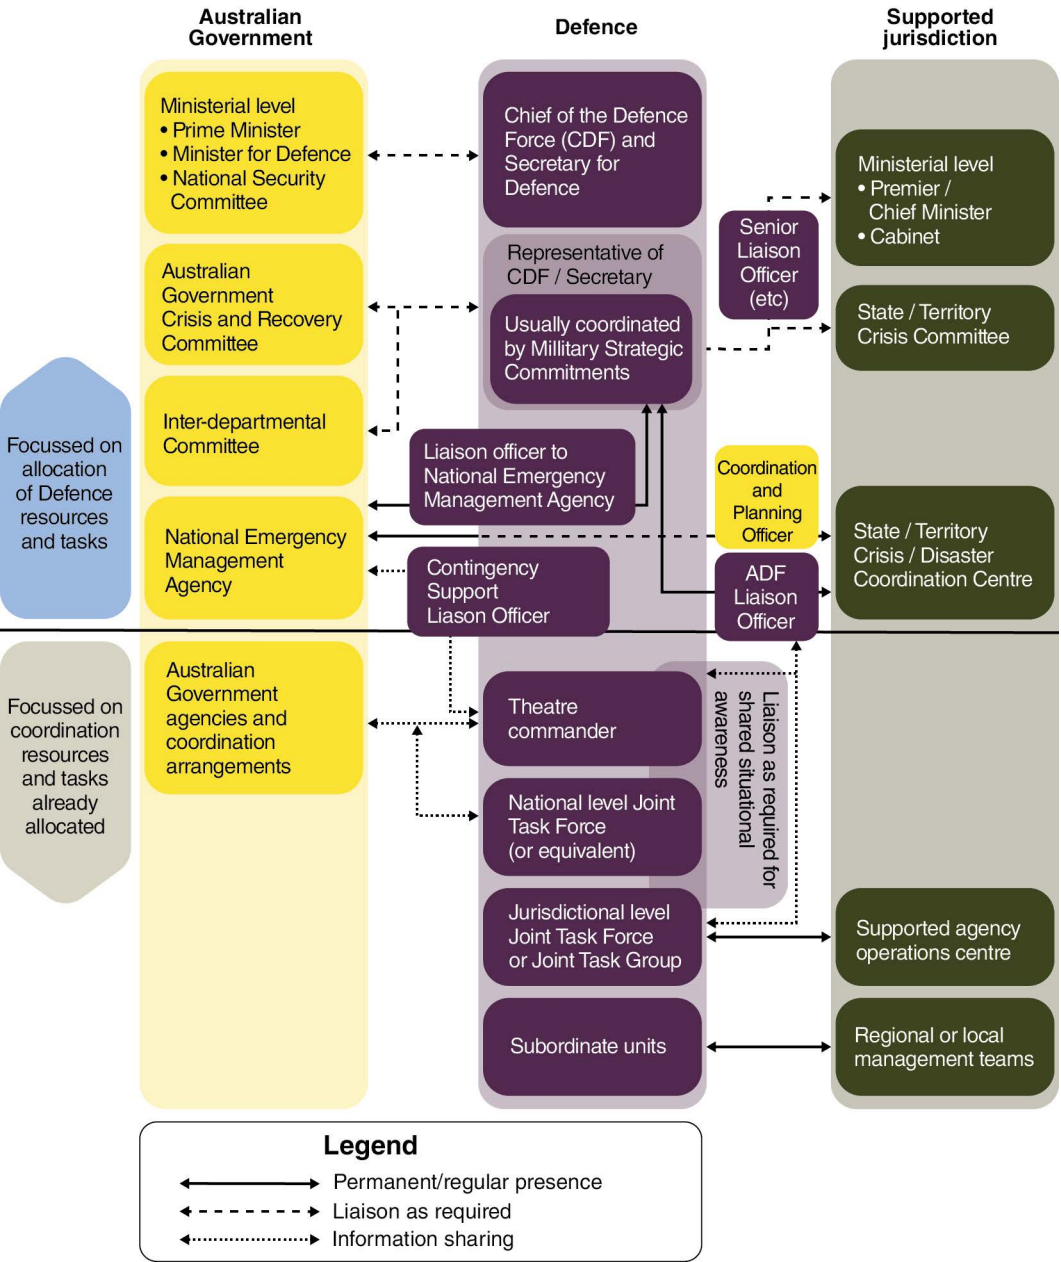 Australian
Government
Defence
Supported
jurisdiction
Ministerial level
• Prime Minister
• Minister for Defence
• National Security
Committee
Australian
Government
Crisis and Recovery
Committee
Inter-departmental
Committee
National Emergency
Management
Agency
Australian
Government
agencies and
coordination
arrangements
Focussed on
allocation
of Defence
resources
and tasks
Focussed on
coordination
resources
and tasks
already
allocated
Chief of the Defence
Force (CDF) and
Secretary for
Defence
Representative of
CDF / Secretary
Usually coordinated
by Millitary Strategic
Commitments
Liaison officer to
National Emergency
Management Agency
Contingency
Support
Liason Officer
Theatre
commander
National level Joint
Task Force
(or equivalent)
Jurisdictional level
Joint Task Force
or Joint Task Group
Subordinate units
Senior
Liaison
Officer
(etc)
Coordination
and
Planning
Officer
ADF
Liaison
Officer
Liaison as required for
shared situational
awareness
Ministerial level
• Premier /
Chief Minister
• Cabinet
State / Territory
Crisis Committee
State / Territory
Crisis / Disaster
Coordination Centre
Supported agency
operations centre
Regional or local
management teams
Legend
Permanent/regular presence
Liaison as required
Information sharing